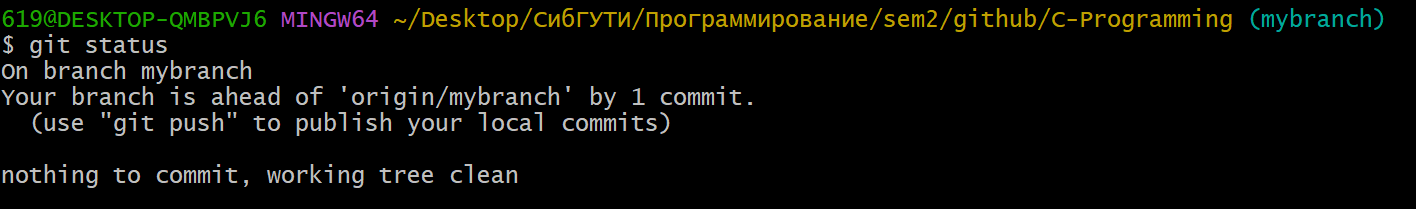 619@DESKTOP-QMBPVJ6 MINGW64 ~/Desktop/СибГУТИ/Программирование/sem2/github/C-Programming (mybranch)
$ git status
On branch mybranch
Your branch is ahead of 'origin/mybranch' by 1 commit.
  (use "git push" to publish your local commits)

nothing to commit, working tree clean